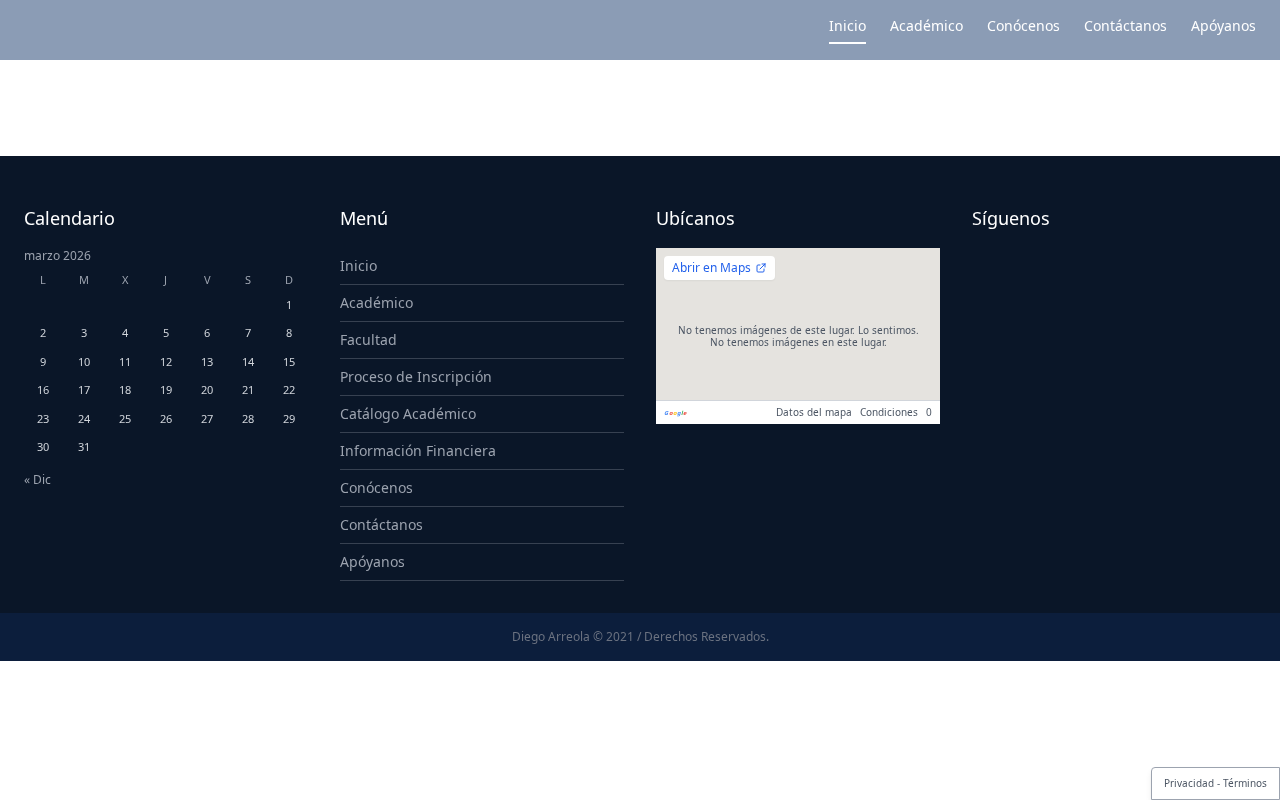 Inicio Académico Conócenos Contáctanos Apóyanos
Calendario
marzo 2026
L M X J V S D
1
2 3 4 5 6 7 8
9 10 11 12 13 14 15
16 17 18 19 20 21 22
23 24 25 26 27 28 29
30 31
« Dic
Menú
Inicio
Académico
Facultad
Proceso de Inscripción
Catálogo Académico
Información Financiera
Conócenos
Contáctanos
Apóyanos
Ubícanos
Abrir en Maps
No tenemos imágenes de este lugar. Lo sentimos.
No tenemos imágenes en este lugar.
Google Datos del mapa Condiciones 0
Síguenos
Diego Arreola © 2021 / Derechos Reservados.
Privacidad - Términos